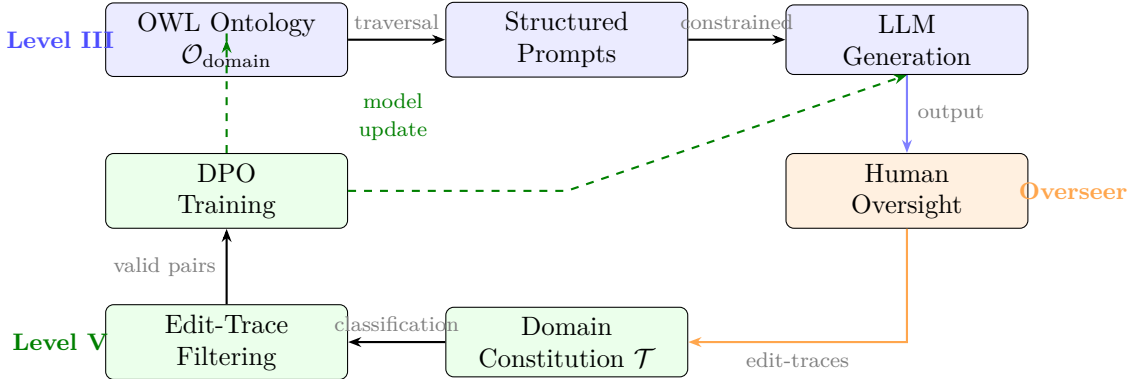 Level III
OWL Ontology
𝒪domain
traversal
Structured
Prompts
constrained
LLM
Generation
model
update
output
DPO
Training
Human
Oversight
Overseer
valid pairs
Level V
Edit-Trace
Filtering
classification
Domain
Constitution 𝒯
edit-traces